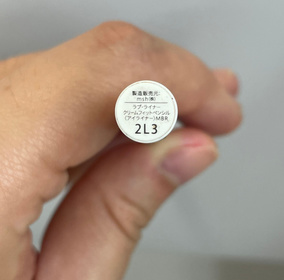 製造販売元
msh(株)
ラブ・ライナー
クリームフィットペンシル
(アイライナー)MBR
2L3